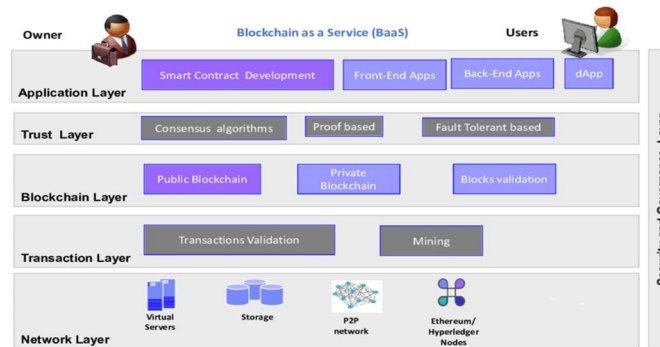 Owner
Blockchain as a Service (BaaS)
Users
Smart Contract Development
Front-End Apps
Back-End Apps
dApp
Application Layer
Consensus algorithms
Proof based
Fault Tolerant based
Trust Layer
Public Blockchain
Private
Blockchain
Blocks validation
Blockchain Layer
Transactions Validation
Mining
Transaction Layer
Virtual
Servers
Storage
P2P
network
Ethereum/
Hyperledger
Nodes
Network Layer